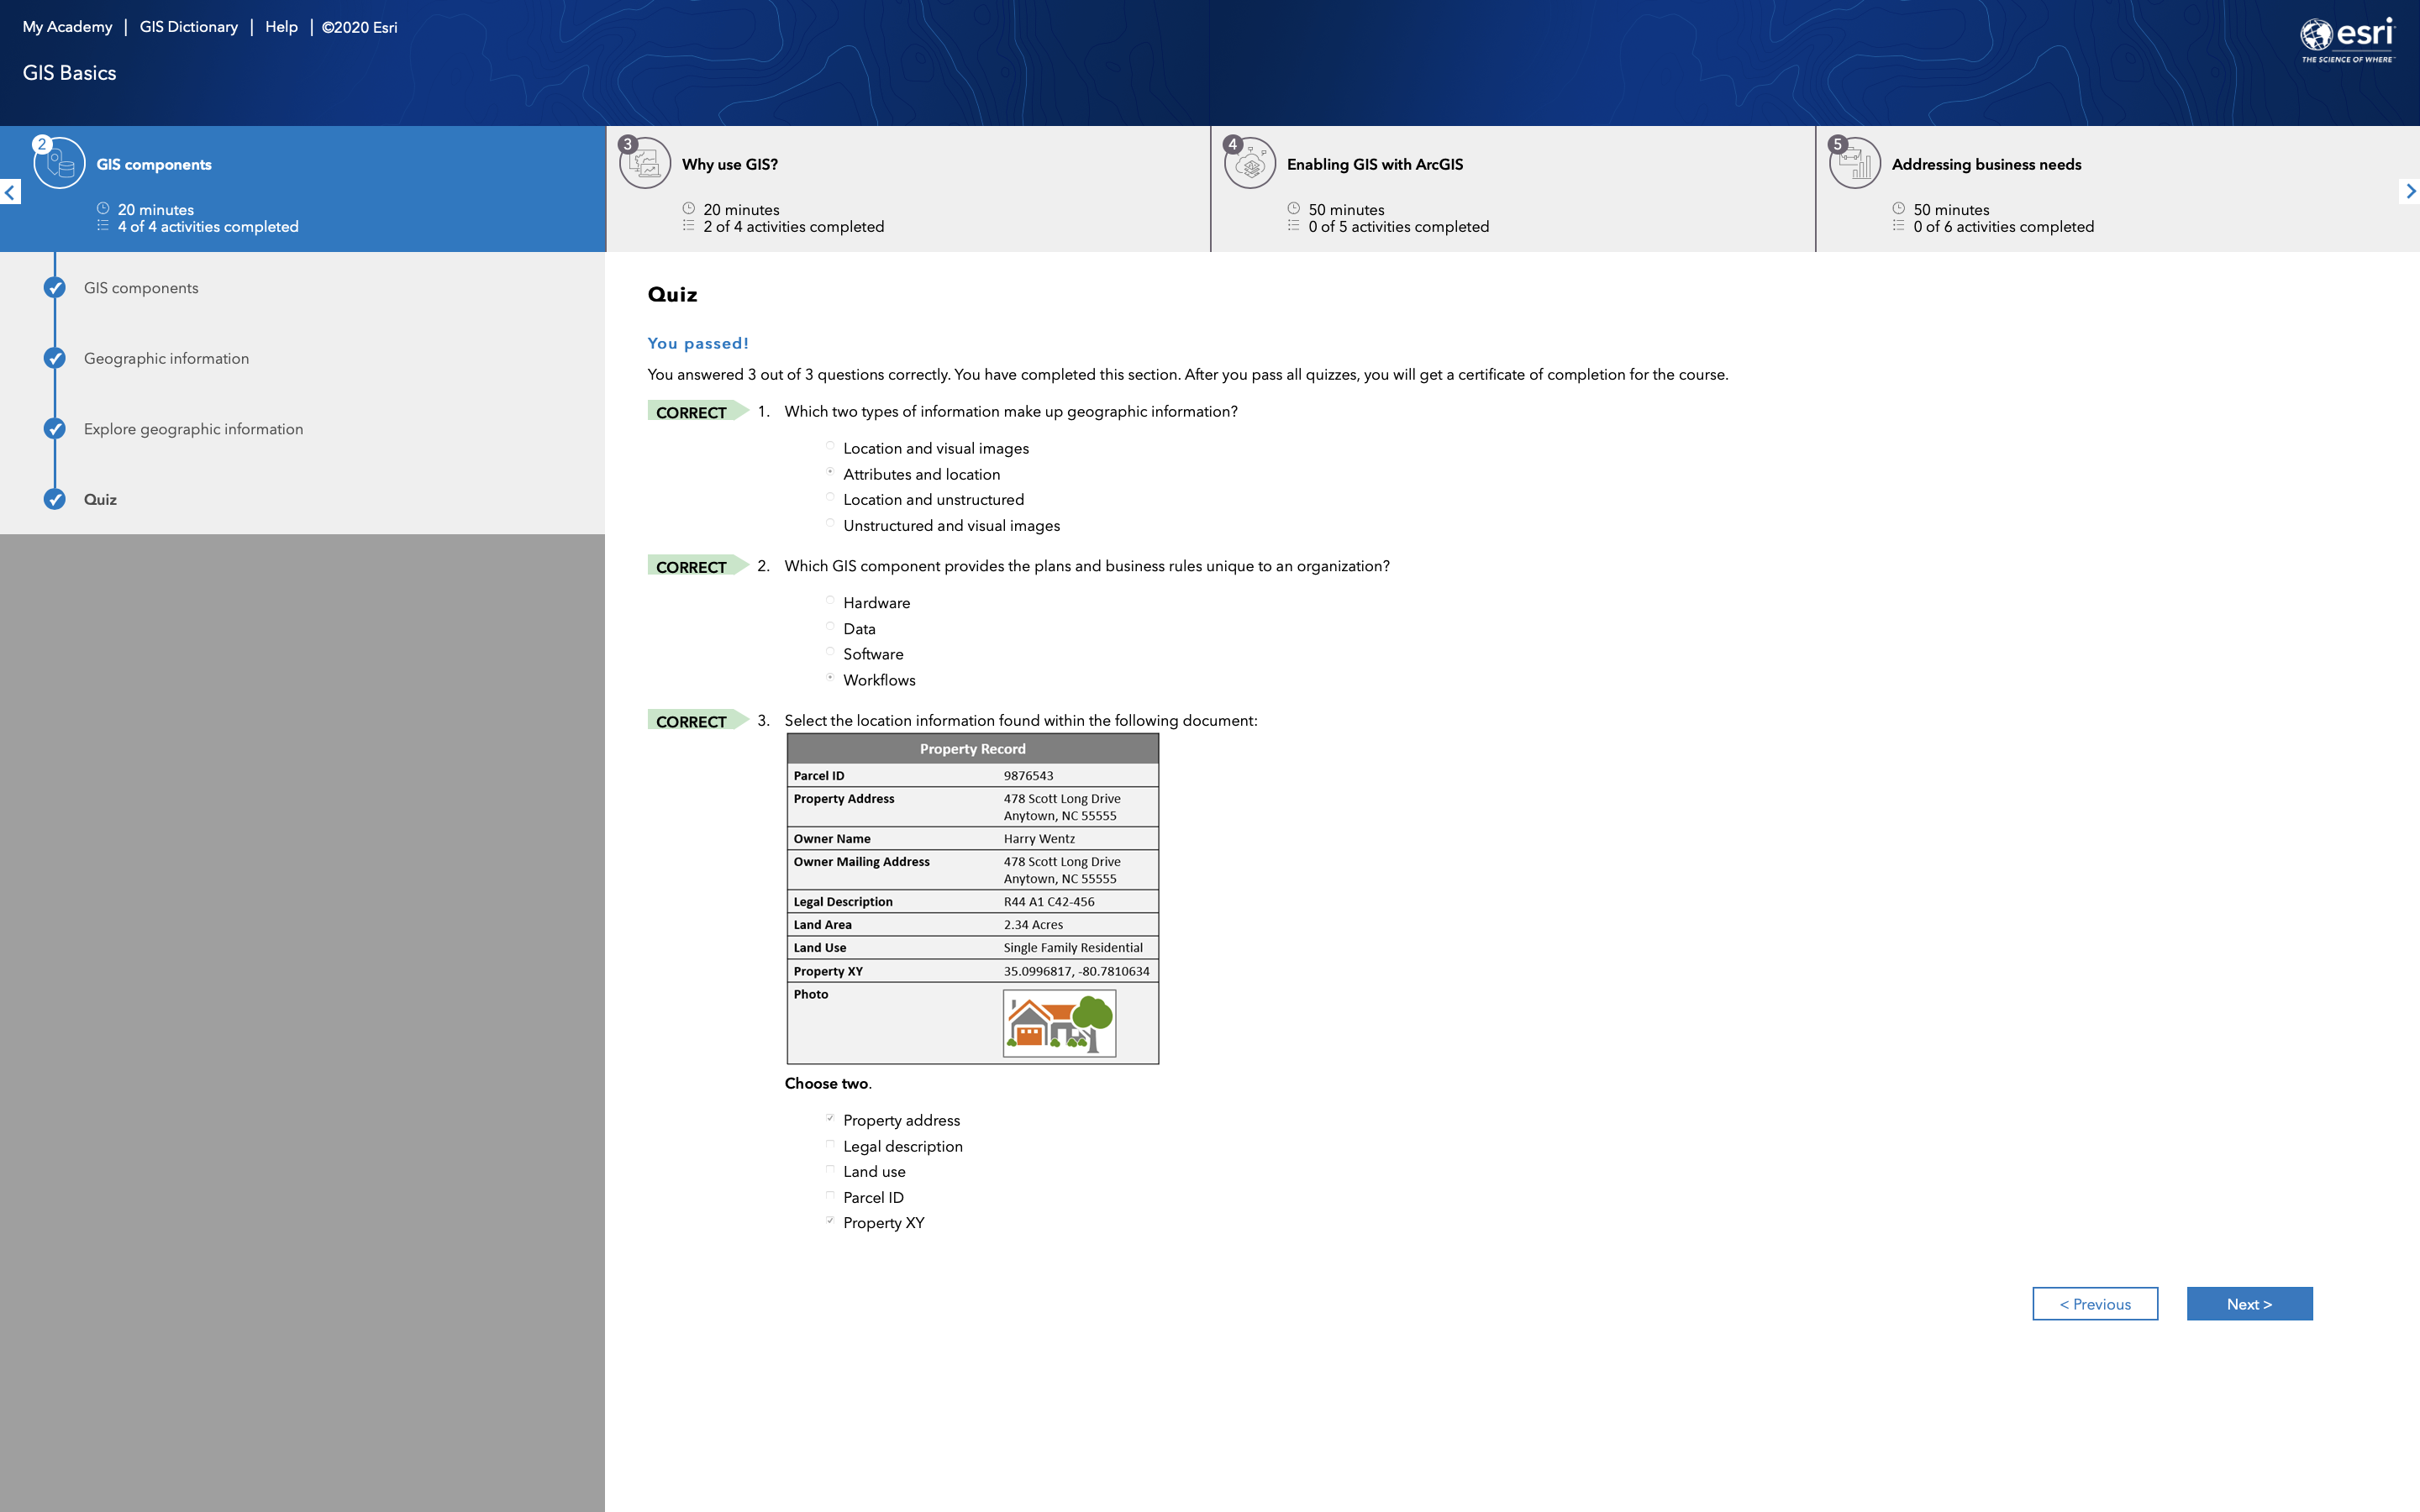 My Academy | GIS Dictionary | Help | ©2020 Esri
esri
THE SCIENCE OF WHERE™
GIS Basics
2
GIS components
20 minutes
4 of 4 activities completed
3
Why use GIS?
20 minutes
2 of 4 activities completed
4
Enabling GIS with ArcGIS
50 minutes
0 of 5 activities completed
5
Addressing business needs
50 minutes
0 of 6 activities completed
GIS components
Geographic information
Explore geographic information
Quiz
Quiz
You passed!
You answered 3 out of 3 questions correctly. You have completed this section. After you pass all quizzes, you will get a certificate of completion for the course.
CORRECT 1. Which two types of information make up geographic information?
Location and visual images
Attributes and location
Location and unstructured
Unstructured and visual images
CORRECT 2. Which GIS component provides the plans and business rules unique to an organization?
Hardware
Data
Software
Workflows
CORRECT 3. Select the location information found within the following document:
Property Record
Parcel ID 9876543
Property Address 478 Scott Long Drive
Anytown, NC 55555
Owner Name Harry Wentz
Owner Mailing Address 478 Scott Long Drive
Anytown, NC 55555
Legal Description R44 A1 C42-456
Land Area 2.34 Acres
Land Use Single Family Residential
Property XY 35.0996817, -80.7810634
Photo
Choose two.
Property address
Legal description
Land use
Parcel ID
Property XY
< Previous
Next >